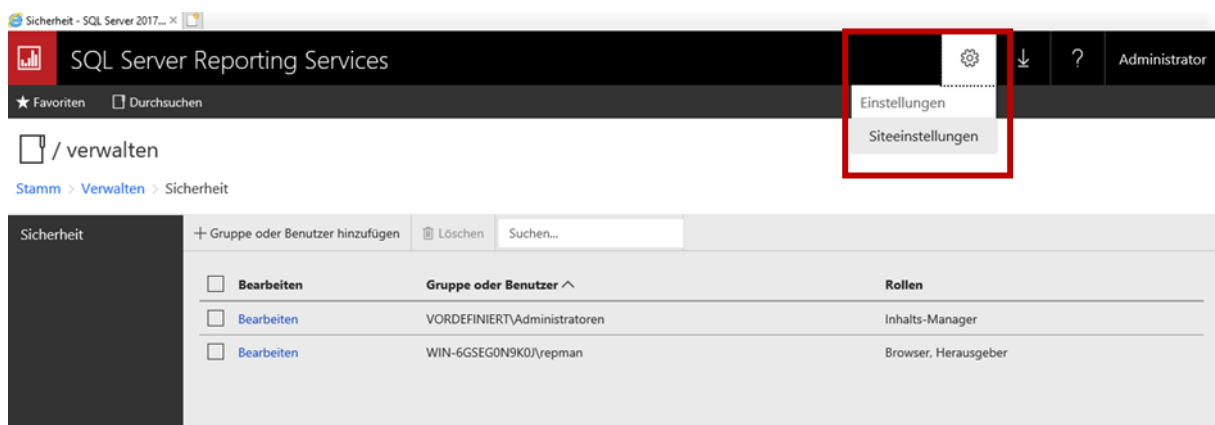 Sicherheit - SQL Server 2017...
SQL Server Reporting Services
Administrator
Favoriten Durchsuchen
Einstellungen
Siteeinstellungen
/ verwalten
Stamm > Verwalten > Sicherheit
Sicherheit
+ Gruppe oder Benutzer hinzufügen Löschen Suchen...
Bearbeiten Gruppe oder Benutzer Rollen
Bearbeiten VORDEFINIERT\Administratoren Inhalts-Manager
Bearbeiten WIN-6GSEG0N9K0J\repman Browser, Herausgeber